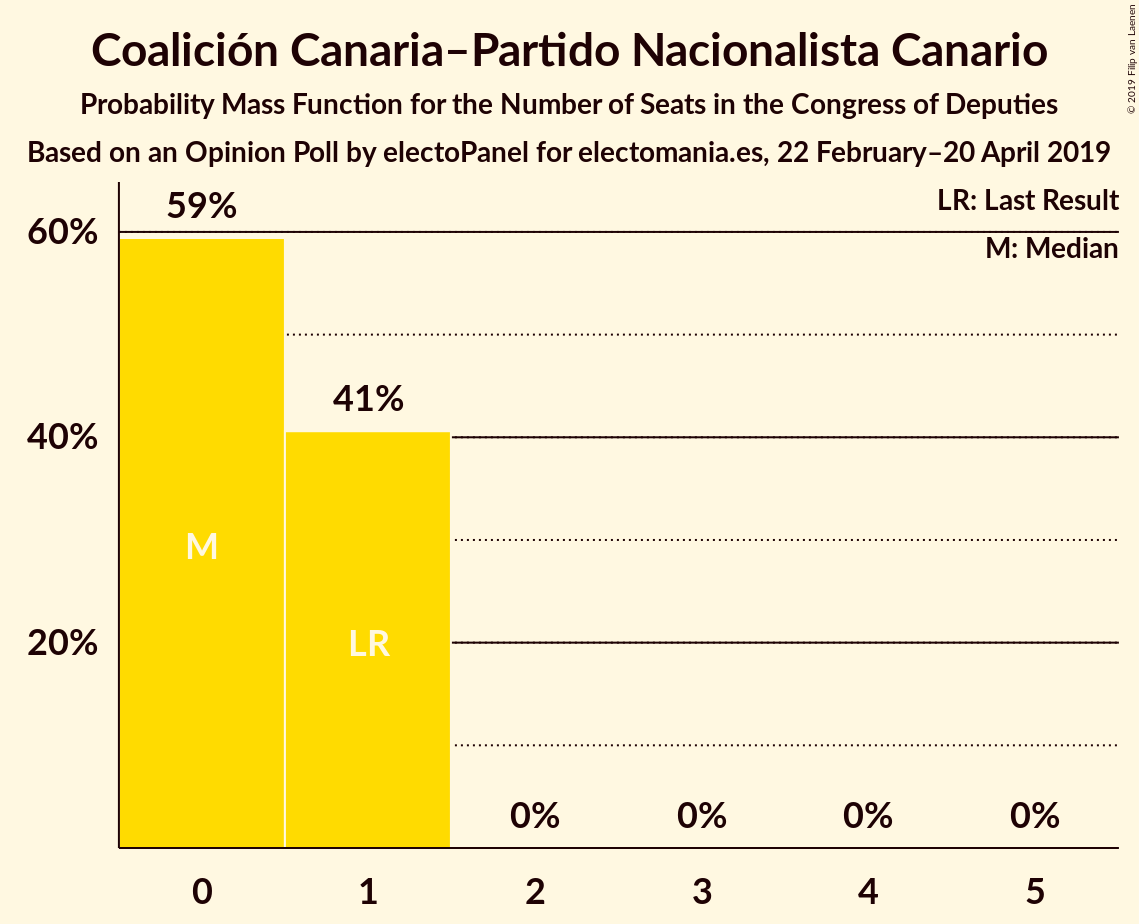 Coalición Canaria–Partido Nacionalista Canario
Probability Mass Function for the Number of Seats in the Congress of Deputies
Based on an Opinion Poll by electoPanel for electomania.es, 22 February–20 April 2019
© 2019 Filip van Laenen
LR: Last Result
M: Median
59%
60%
41%
40%
M
LR
20%
0% 0% 0% 0%
0 1 2 3 4 5